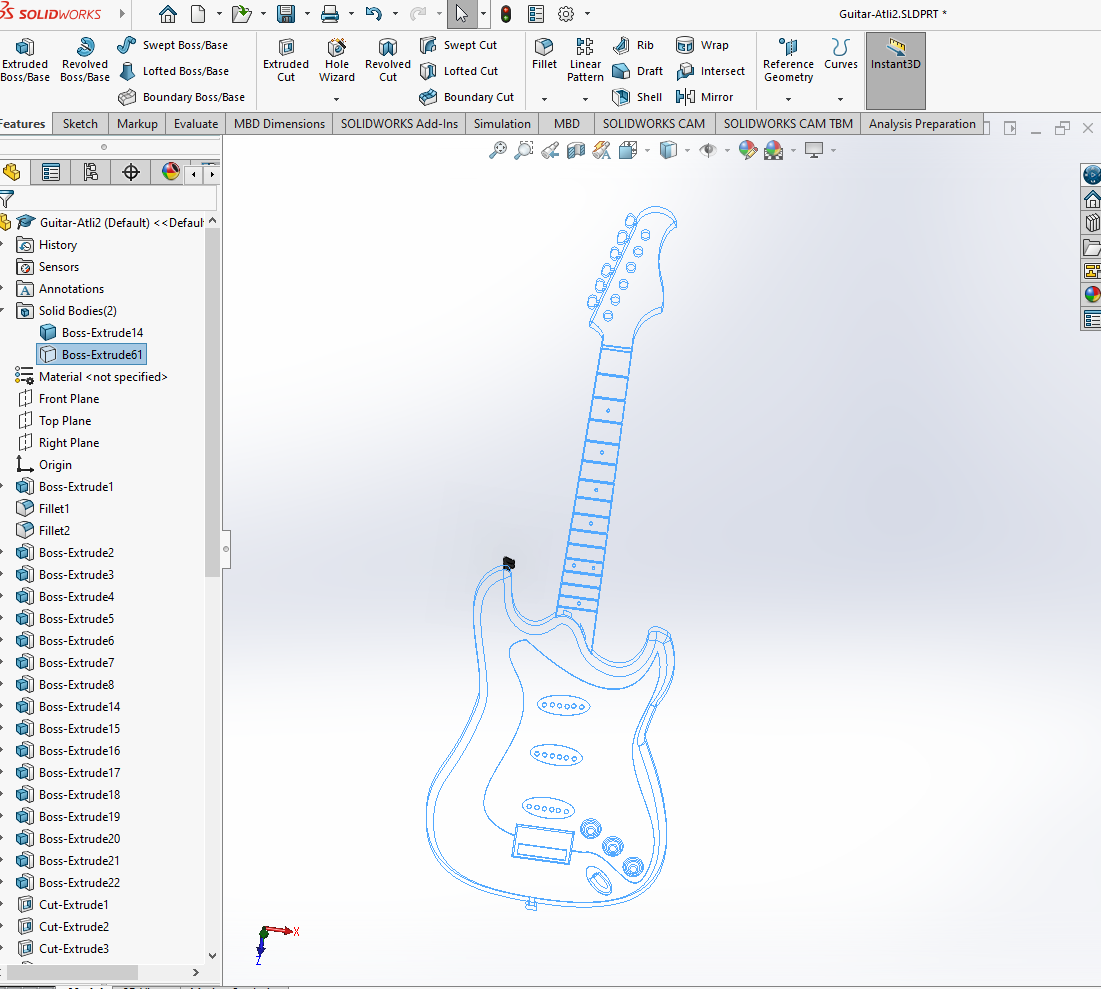 SOLIDWORKS
Guitar-Atli2.SLDPRT *
Extruded Boss/Base
Revolved Boss/Base
Swept Boss/Base
Lofted Boss/Base
Boundary Boss/Base
Extruded Cut
Hole Wizard
Revolved Cut
Swept Cut
Lofted Cut
Boundary Cut
Fillet
Linear Pattern
Rib
Draft
Shell
Wrap
Intersect
Mirror
Reference Geometry
Curves
Instant3D
Features
Sketch
Markup
Evaluate
MBD Dimensions
SOLIDWORKS Add-Ins
Simulation
MBD
SOLIDWORKS CAM
SOLIDWORKS CAM TBM
Analysis Preparation
Guitar-Atli2 (Default) <<Defaul
History
Sensors
Annotations
Solid Bodies(2)
Boss-Extrude14
Boss-Extrude61
Material <not specified>
Front Plane
Top Plane
Right Plane
Origin
Boss-Extrude1
Fillet1
Fillet2
Boss-Extrude2
Boss-Extrude3
Boss-Extrude4
Boss-Extrude5
Boss-Extrude6
Boss-Extrude7
Boss-Extrude8
Boss-Extrude14
Boss-Extrude15
Boss-Extrude16
Boss-Extrude17
Boss-Extrude18
Boss-Extrude19
Boss-Extrude20
Boss-Extrude21
Boss-Extrude22
Cut-Extrude1
Cut-Extrude2
Cut-Extrude3
X
Z